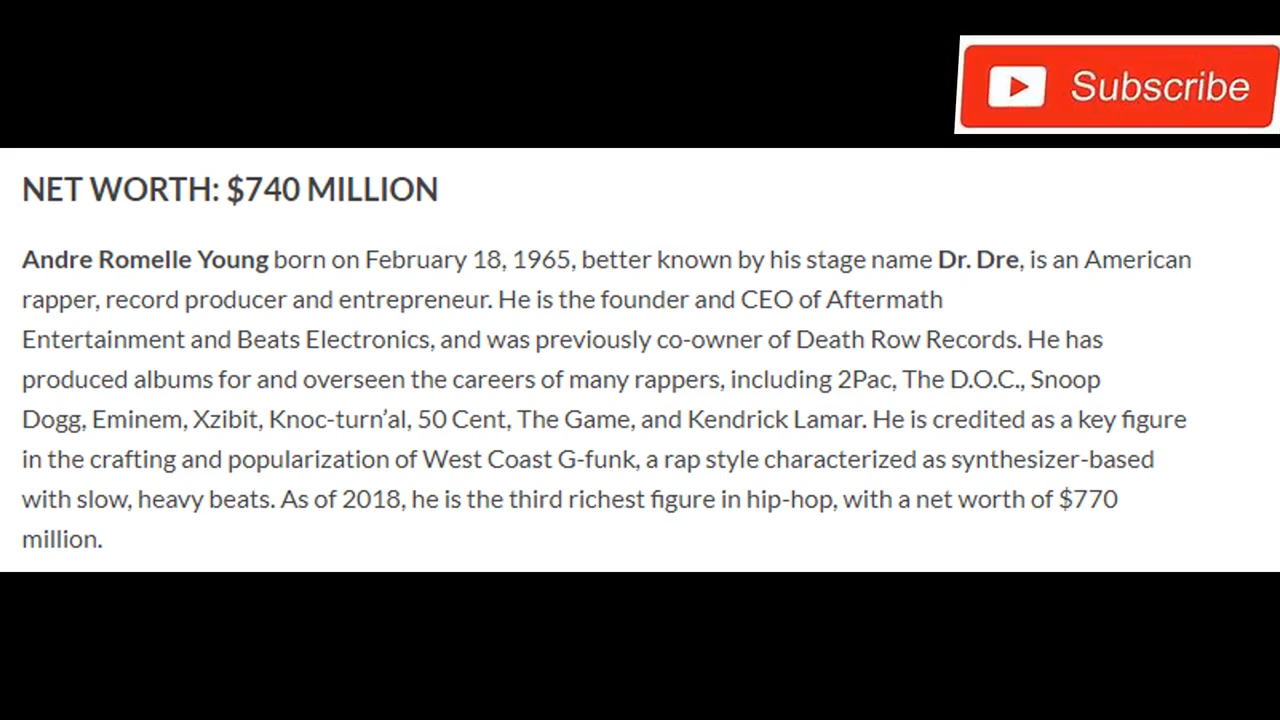 Subscribe
NET WORTH: $740 MILLION
Andre Romelle Young born on February 18, 1965, better known by his stage name Dr. Dre, is an American
rapper, record producer and entrepreneur. He is the founder and CEO of Aftermath
Entertainment and Beats Electronics, and was previously co-owner of Death Row Records. He has
produced albums for and overseen the careers of many rappers, including 2Pac, The D.O.C., Snoop
Dogg, Eminem, Xzibit, Knoc-turn’al, 50 Cent, The Game, and Kendrick Lamar. He is credited as a key figure
in the crafting and popularization of West Coast G-funk, a rap style characterized as synthesizer-based
with slow, heavy beats. As of 2018, he is the third richest figure in hip-hop, with a net worth of $770
million.